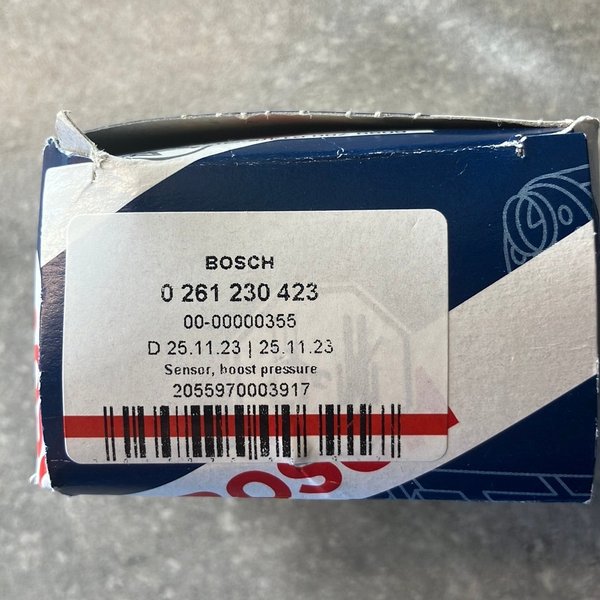 BOSCH
0 261 230 423
00-00000355
D 25.11.23 | 25.11.23
Sensor, boost pressure
2055970003917